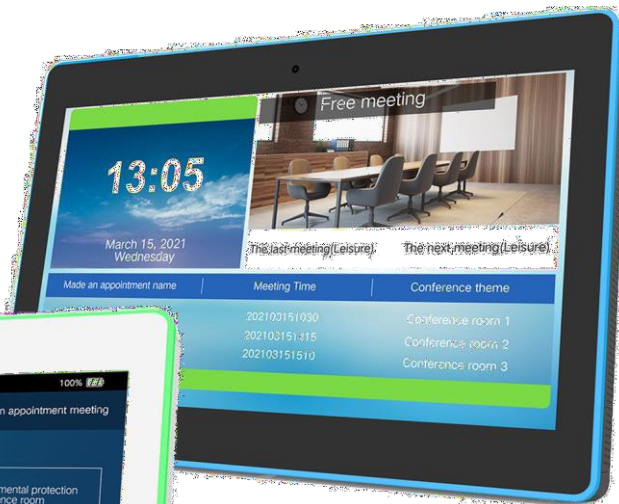 Free meeting
13:05
March 15, 2021
Wednesday
The last meeting(Leisure)
The next meeting(Leisure)
Made an appointment name
Meeting Time
Conference theme
202103151030
Conference room 1
202103151315
Conference room 2
202103151510
Conference room 3
100%
n appointment meeting
mental protection
ence room